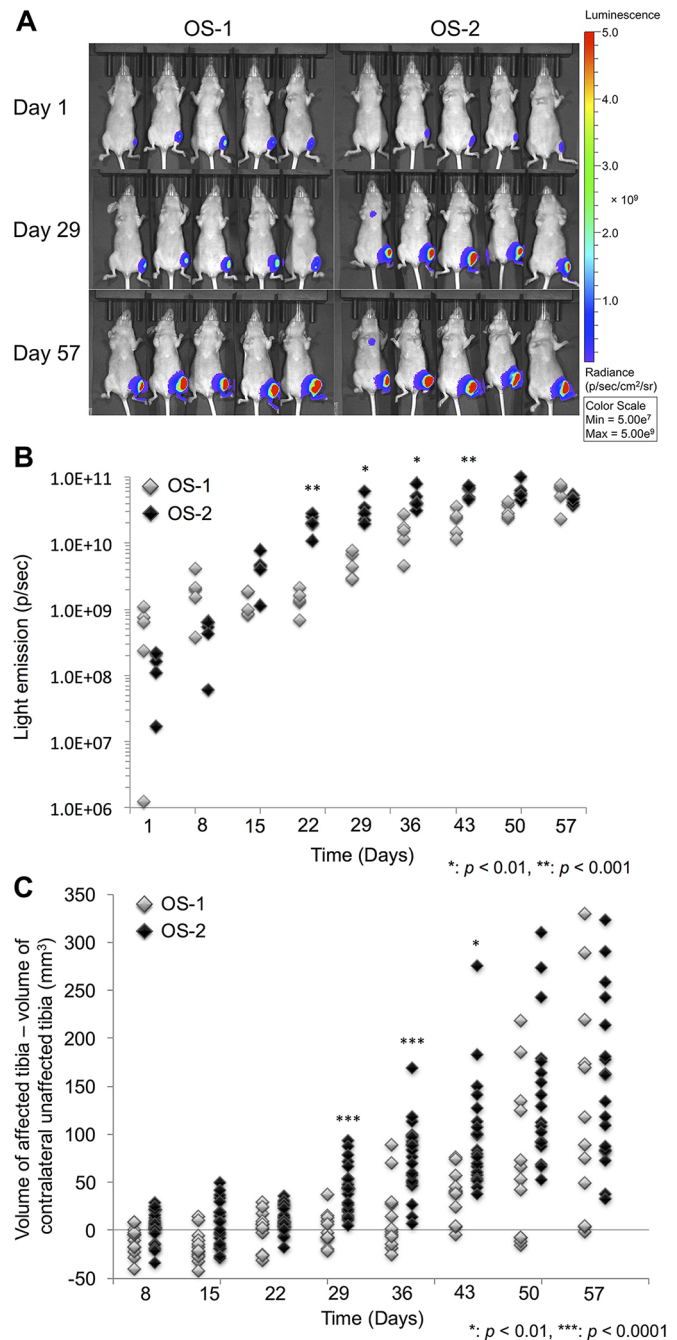 A
OS-1
OS-2
Luminescence
5.0
4.0
3.0
× 10⁹
2.0
1.0
Day 1
Day 29
Day 57
Radiance
(p/sec/cm²/sr)
Color Scale
Min = 5.00e⁷
Max = 5.00e⁹
B
Light emission (p/sec)
1.0E+11
1.0E+10
1.0E+09
1.0E+08
1.0E+07
1.0E+06
OS-1
OS-2
**
*
*
**
1 8 15 22 29 36 43 50 57
Time (Days)
*: p < 0.01, **: p < 0.001
C
Volume of affected tibia – volume of
contralateral unaffected tibia (mm³)
350
300
250
200
150
100
50
0
-50
OS-1
OS-2
***
***
*
8 15 22 29 36 43 50 57
Time (Days)
*: p < 0.01, ***: p < 0.0001